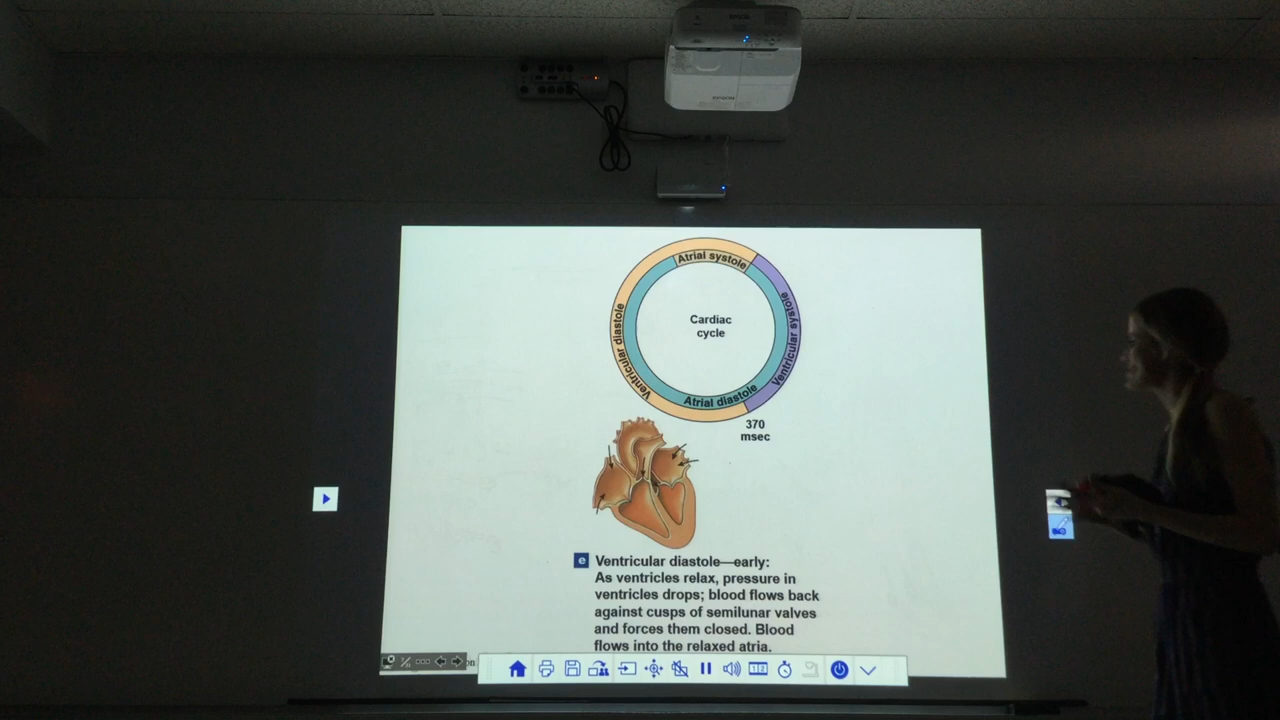 EPSON
EPSON
Atrial systole
Ventricular systole
Ventricular diastole
Cardiac
cycle
Atrial diastole
370
msec
e Ventricular diastole—early:
As ventricles relax, pressure in
ventricles drops; blood flows back
against cusps of semilunar valves
and forces them closed. Blood
flows into the relaxed atria.